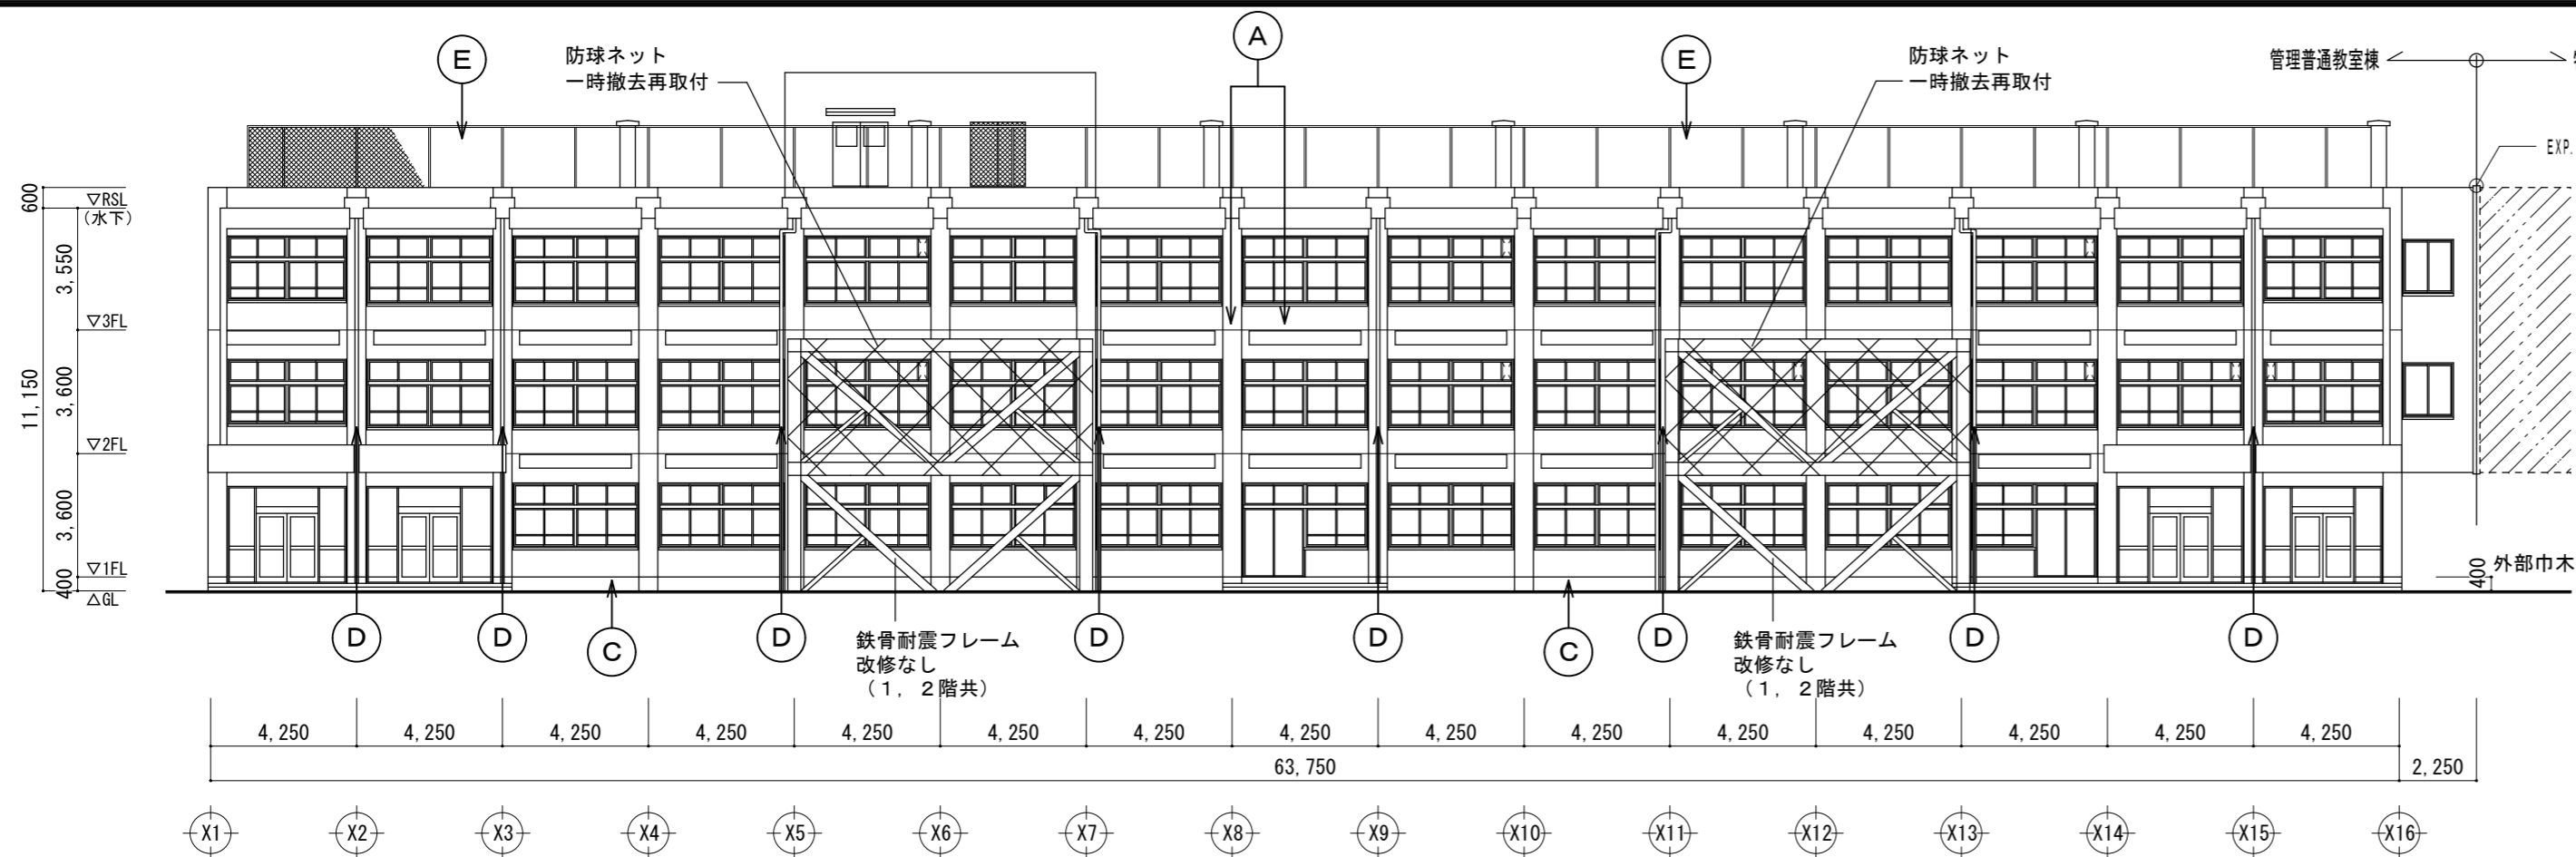 A
E
防球ネット
一時撤去再取付
E
防球ネット
一時撤去再取付
管理普通教室棟
EXP.
600
▽RSL
(水下)
3,550
▽3FL
11,150
3,600
▽2FL
3,600
▽1FL
400
△GL
400
外部巾木
D
D
C
D
D
D
C
D
D
D
鉄骨耐震フレーム
改修なし
(1, 2階共)
鉄骨耐震フレーム
改修なし
(1, 2階共)
4,250 4,250 4,250 4,250 4,250 4,250 4,250 4,250 4,250 4,250 4,250 4,250 4,250 4,250 4,250
63,750 2,250
X1 X2 X3 X4 X5 X6 X7 X8 X9 X10 X11 X12 X13 X14 X15 X16